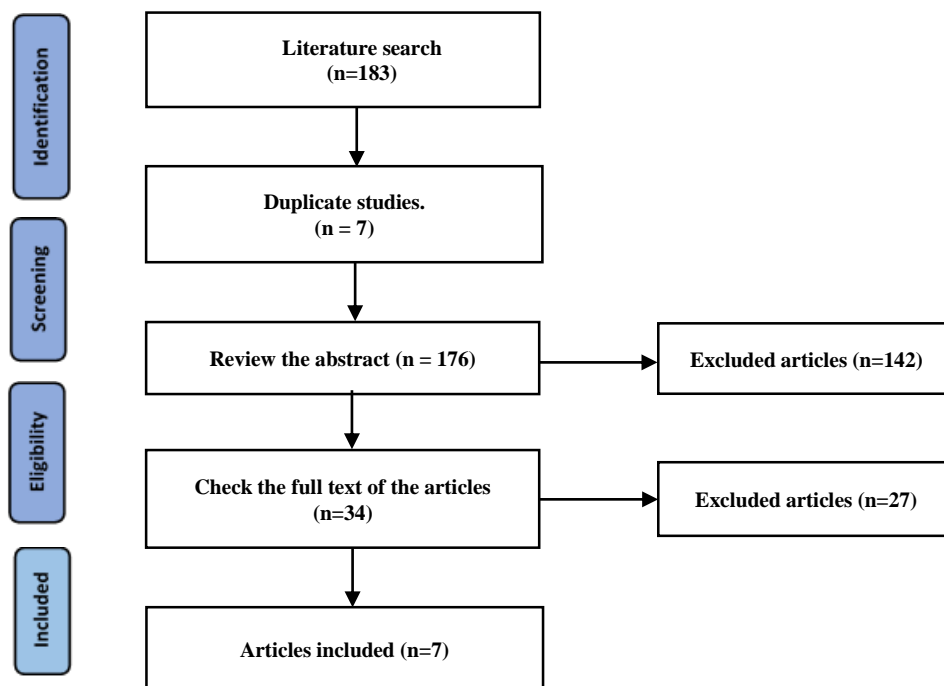 Identification
Literature search
(n=183)
Duplicate studies.
(n = 7)
Screening
Review the abstract (n = 176)
Excluded articles (n=142)
Eligibility
Check the full text of the articles
(n=34)
Excluded articles (n=27)
Included
Articles included (n=7)